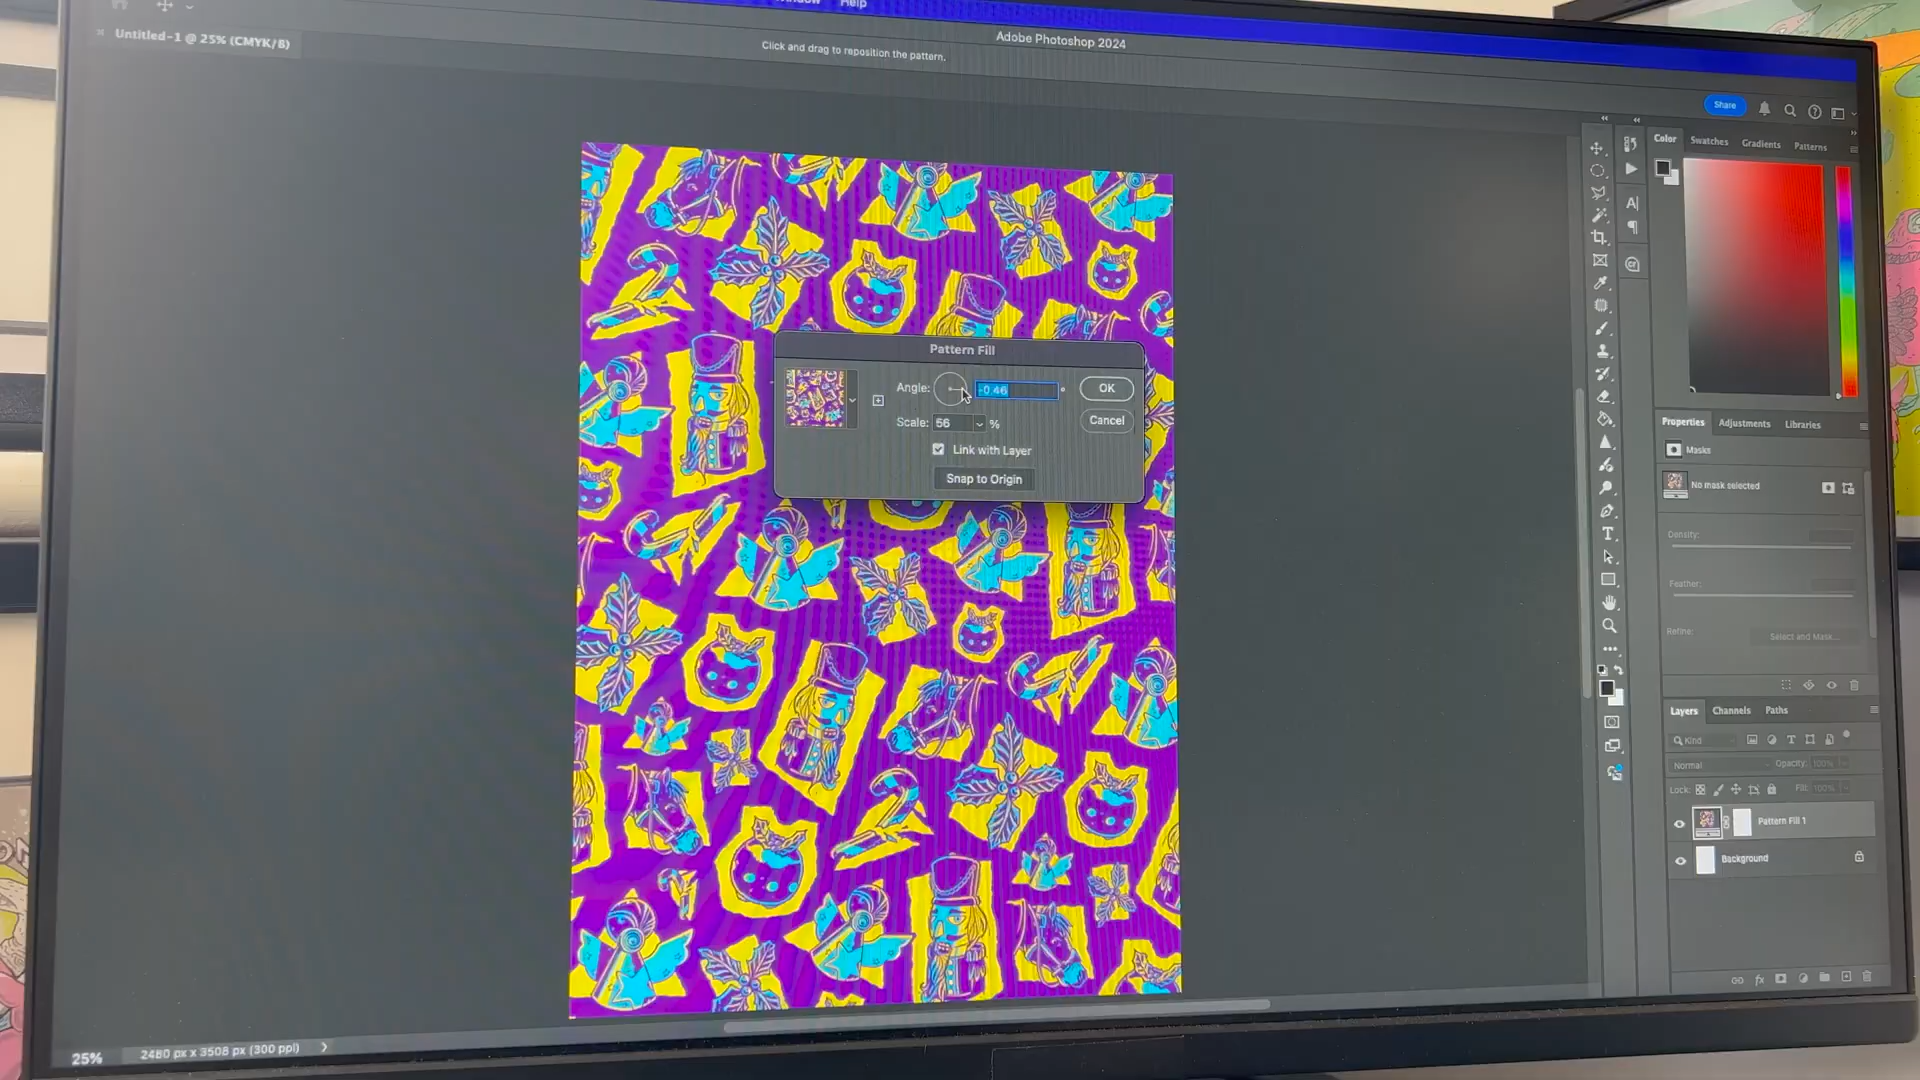 Window Help
Adobe Photoshop 2024
× Untitled-1 @ 25% (CMYK/8)
Click and drag to reposition the pattern.
Share
Color Swatches Gradients Patterns
Pattern Fill
Angle: -0.46 °
OK
Scale: 56 %
Cancel
Link with Layer
Snap to Origin
Properties Adjustments Libraries
Masks
No mask selected
Density:
Feather:
Refine: Select and Mask...
Layers Channels Paths
Kind
Normal Opacity: 100%
Lock: Fill: 100%
Pattern Fill 1
Background
25% 2480 px x 3508 px (300 ppi)